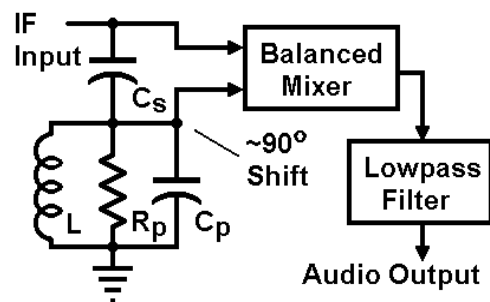 IF
Input
Cs
Balanced
Mixer
~90°
Shift
L
Rp
Cp
Lowpass
Filter
Audio Output